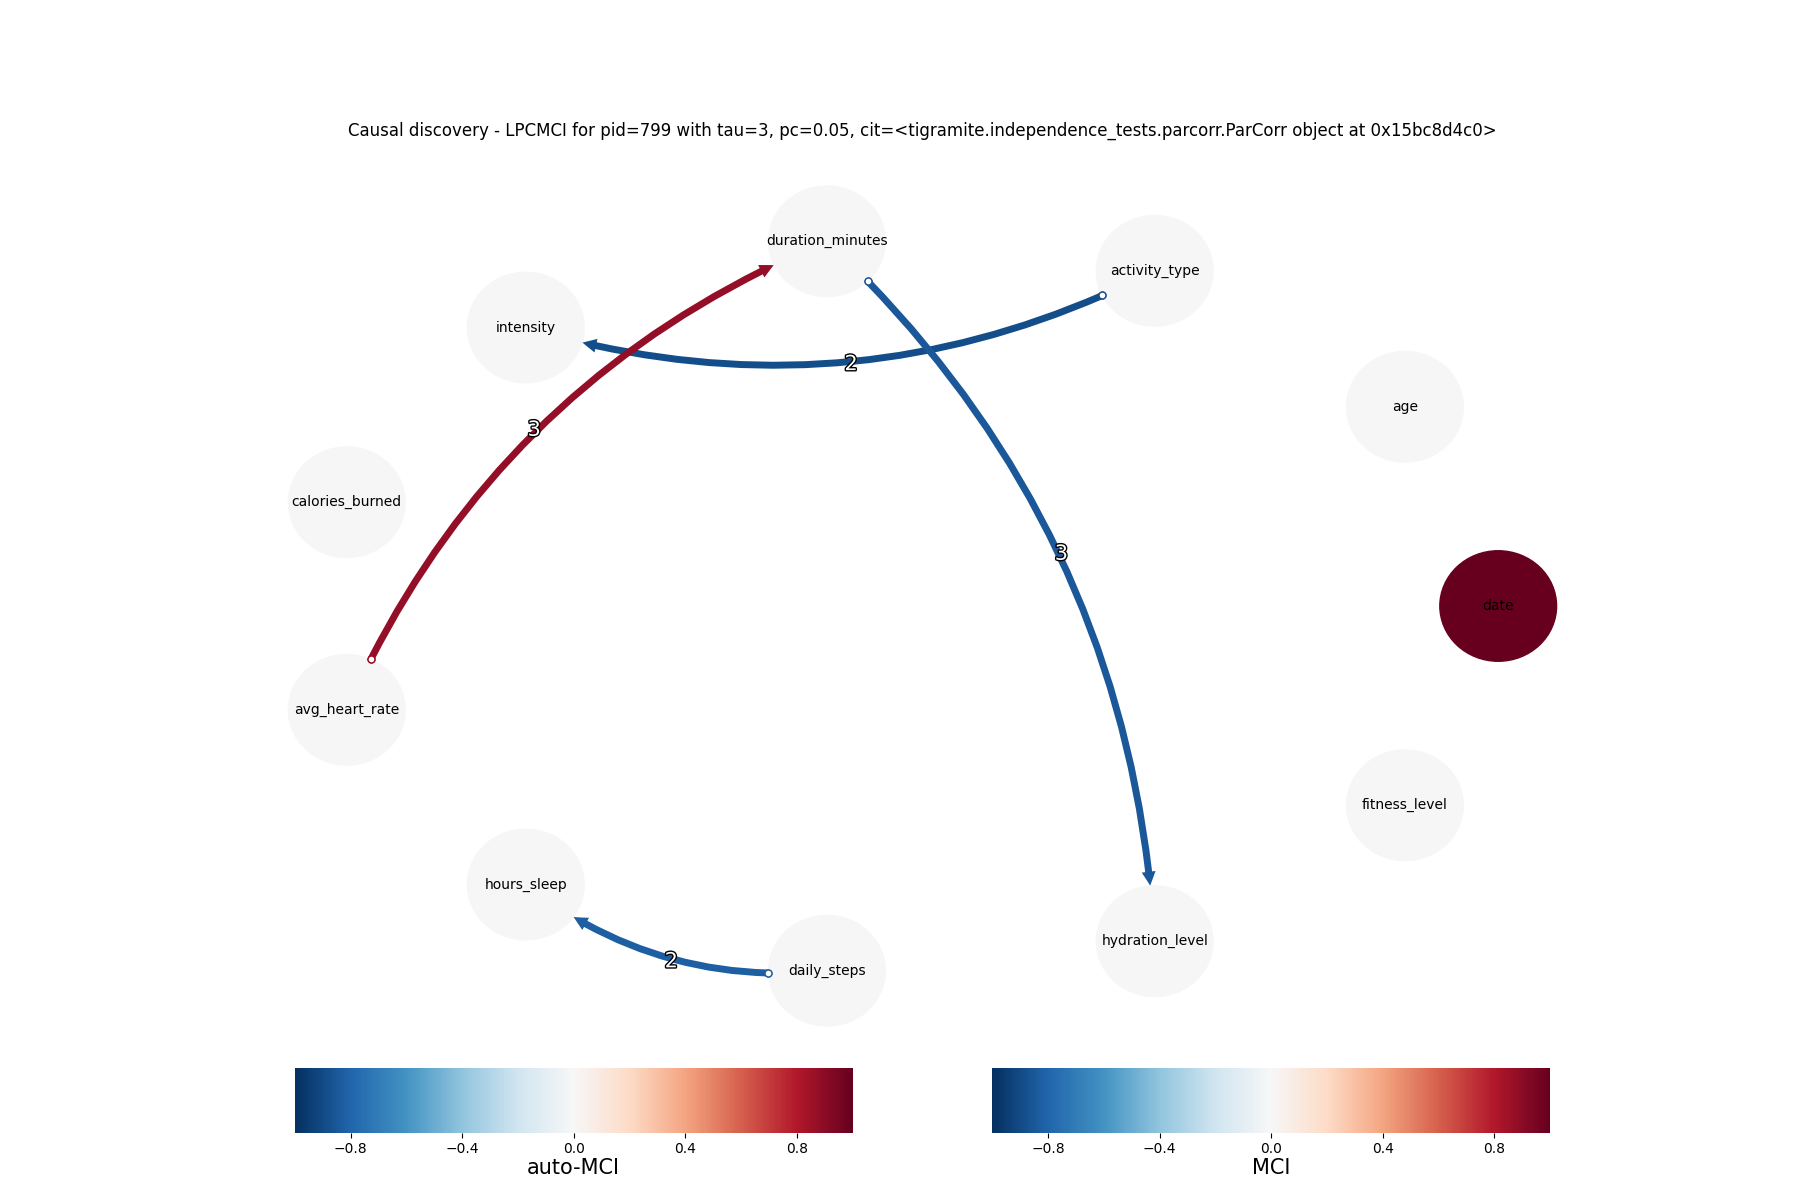 Causal discovery - LPCMCI for pid=799 with tau=3, pc=0.05, cit=<tigramite.independence_tests.parcorr.ParCorr object at 0x15bc8d4c0>
duration_minutes
activity_type
intensity
2
age
3
calories_burned
3
date
avg_heart_rate
fitness_level
hours_sleep
hydration_level
2
daily_steps
−0.8 −0.4 0.0 0.4 0.8
auto-MCI
−0.8 −0.4 0.0 0.4 0.8
MCI